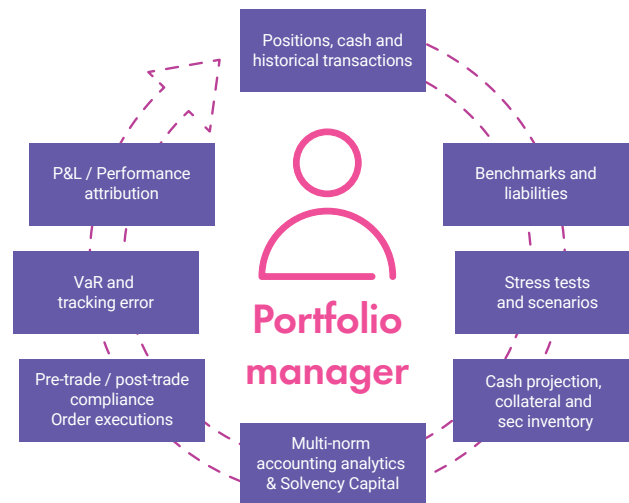 Positions, cash and
historical transactions
Benchmarks and
liabilities
Stress tests
and scenarios
Cash projection,
collateral and
sec inventory
Multi-norm
accounting analytics
& Solvency Capital
Pre-trade / post-trade
compliance
Order executions
VaR and
tracking error
P&L / Performance
attribution
Portfolio
manager